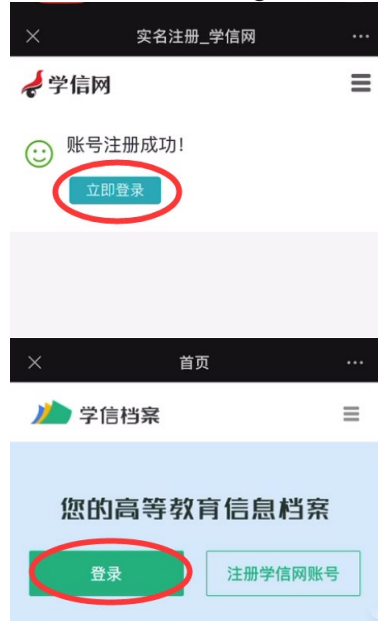 实名注册_学信网
学信网
账号注册成功!
立即登录
首页
学信档案
您的高等教育信息档案
登录
注册学信网账号